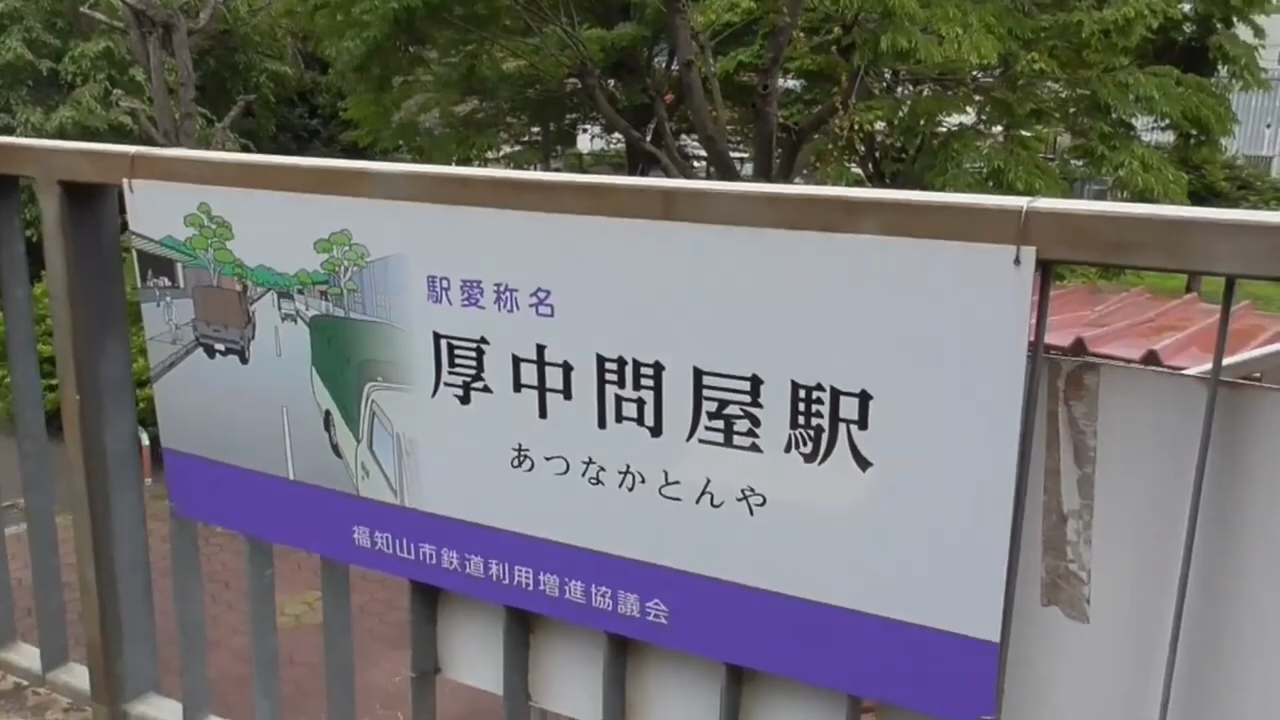 駅愛称名
厚中問屋駅
あつなかとんや
福知山市鉄道利用増進協議会